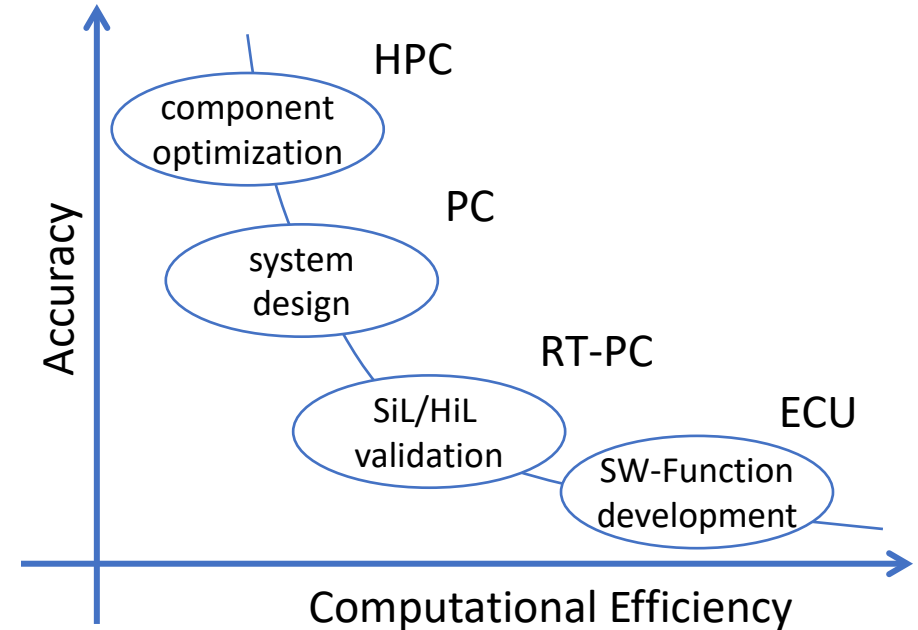 HPC
component
optimization
PC
system
design
RT-PC
SiL/HiL
validation
ECU
SW-Function
development
Accuracy
Computational Efficiency